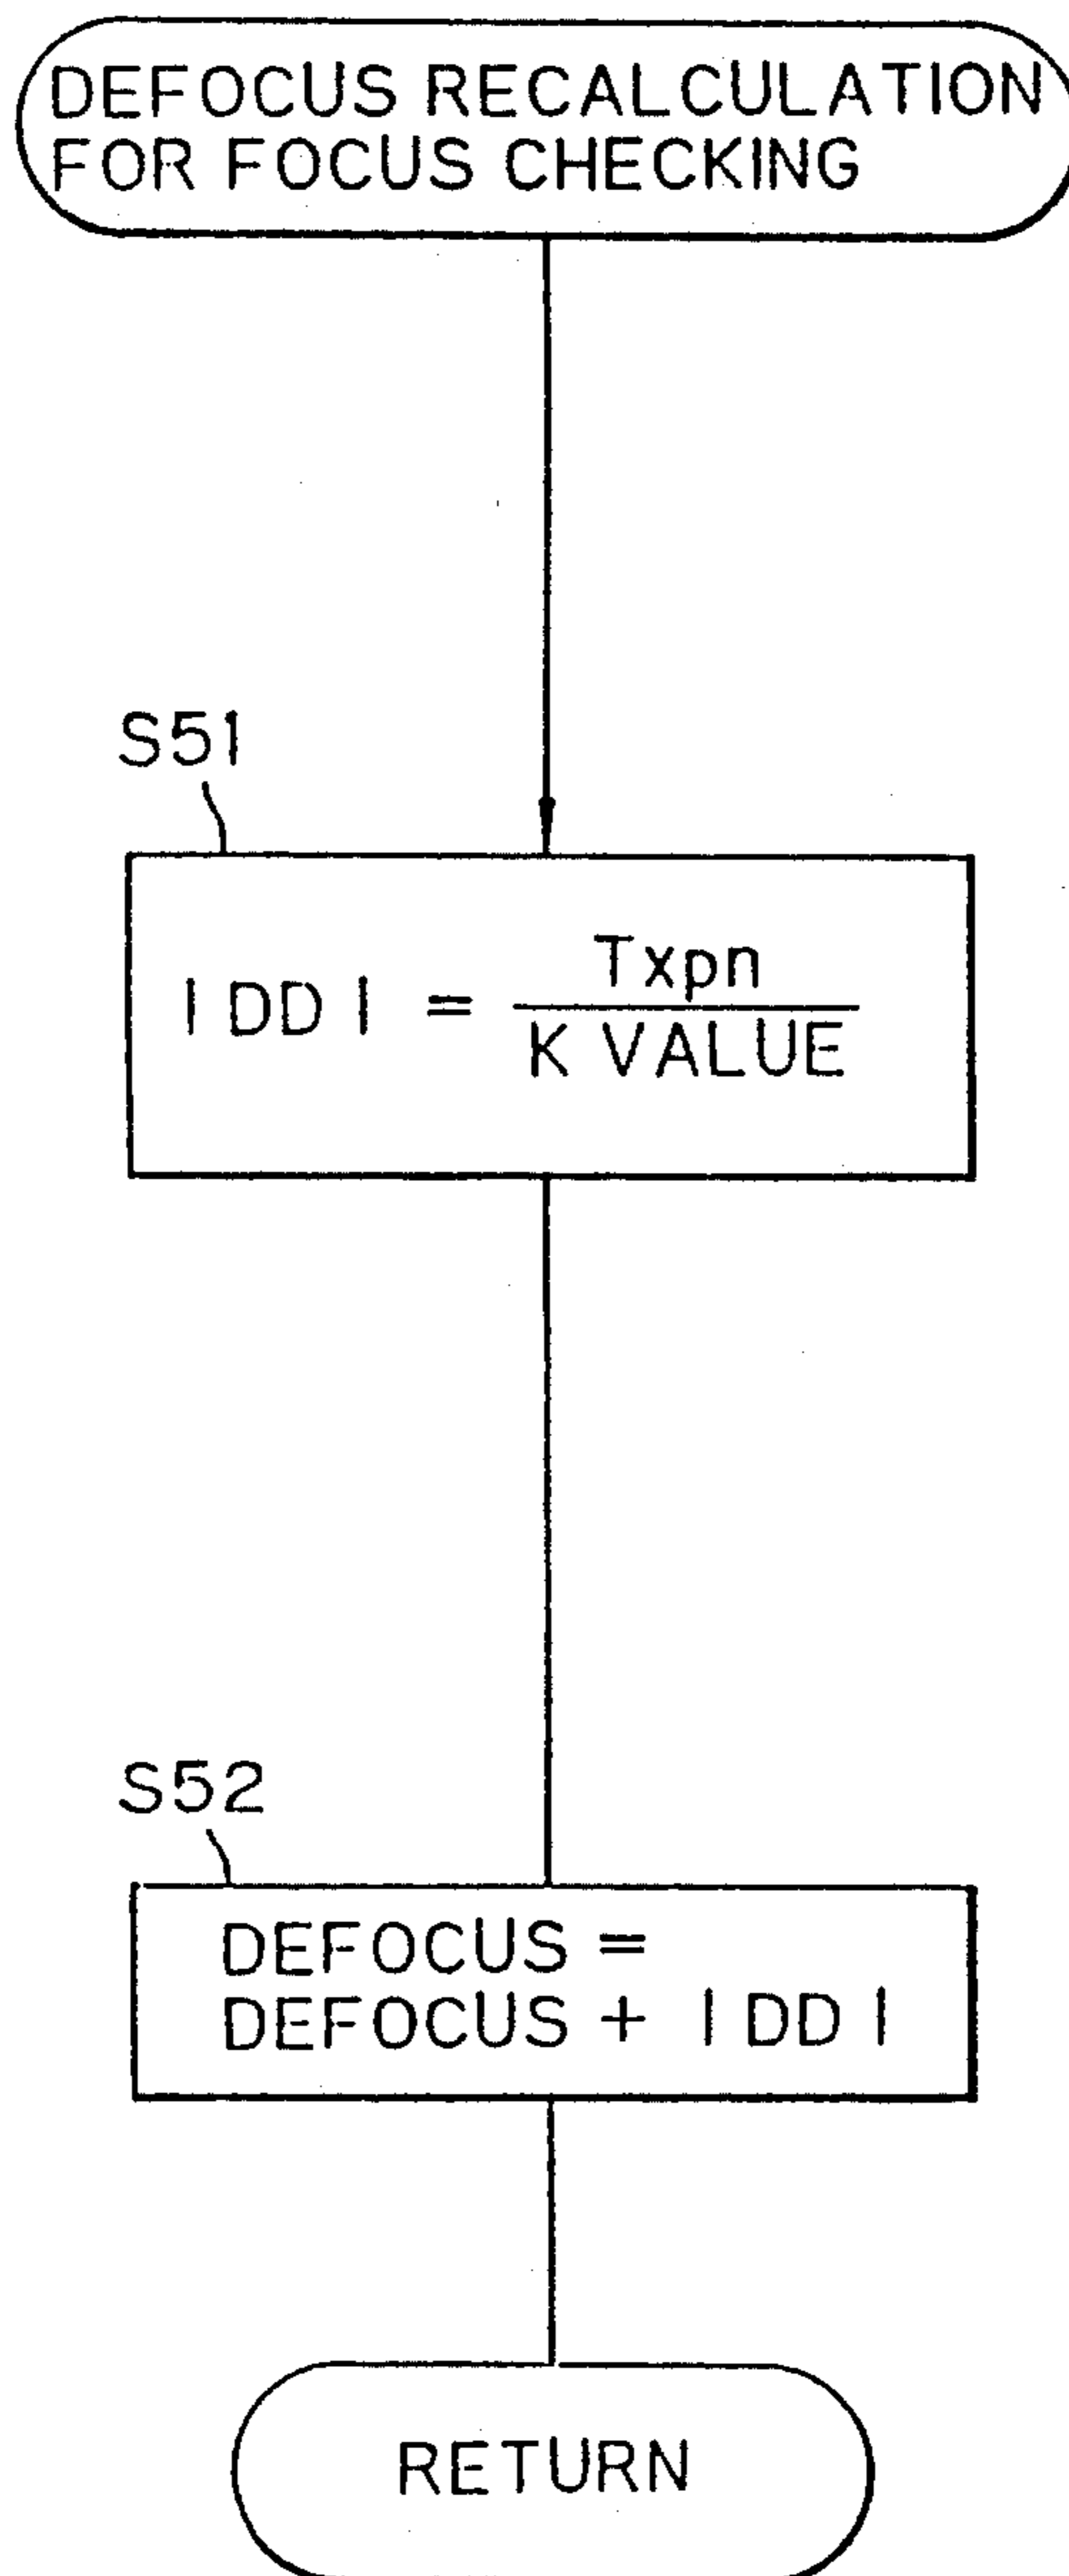 DEFOCUS RECALCULATION
FOR FOCUS CHECKING
S51
| DD | = Txpn
K VALUE
S52
DEFOCUS =
DEFOCUS + | DD |
RETURN